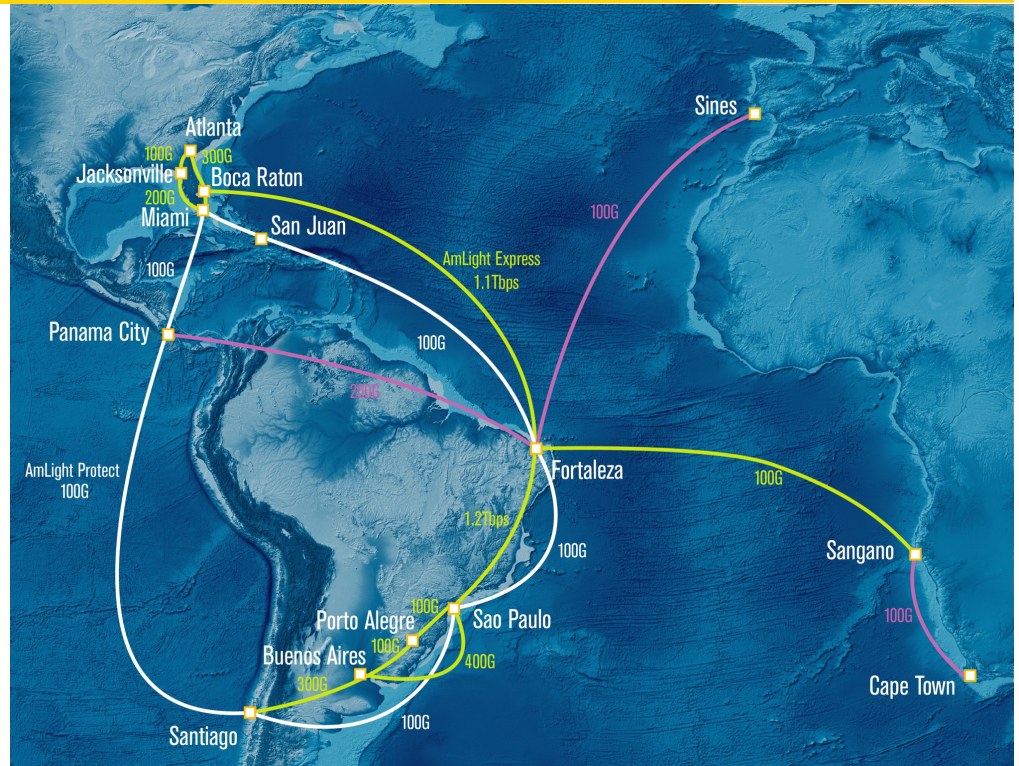 Sines
Atlanta
100G
300G
Jacksonville
Boca Raton
200G
Miami
San Juan
100G
100G
AmLight Express
1.1Tbps
Panama City
100G
200G
AmLight Protect
100G
Fortaleza
100G
1.2Tbps
100G
Sangano
100G
100G
Porto Alegre
Sao Paulo
100G
Buenos Aires
400G
300G
Cape Town
100G
Santiago